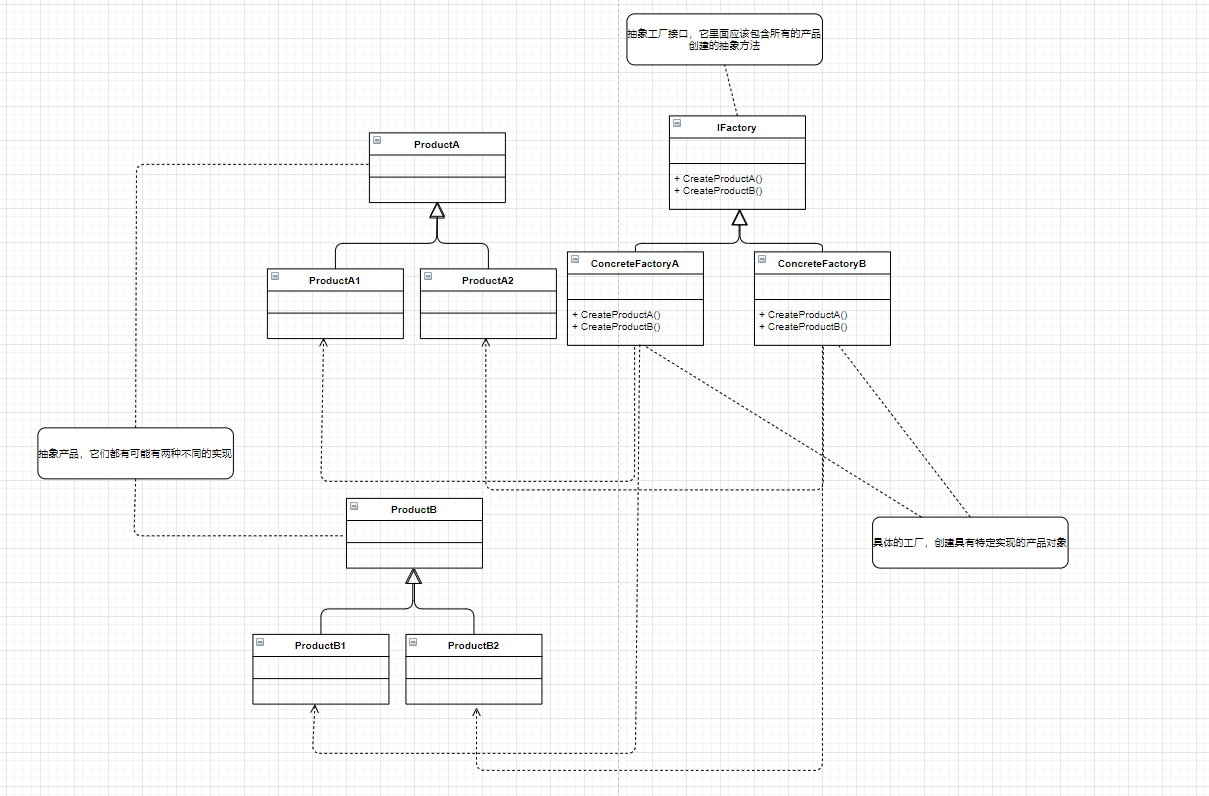 抽象工厂接口，它里面应该包含所有的产品
创建的抽象方法
IFactory
+ CreateProductA()
+ CreateProductB()
ProductA
ProductA1
ProductA2
ConcreteFactoryA
+ CreateProductA()
+ CreateProductB()
ConcreteFactoryB
+ CreateProductA()
+ CreateProductB()
抽象产品，它们都有可能有两种不同的实现
ProductB
具体的工厂，创建具有特定实现的产品对象
ProductB1
ProductB2